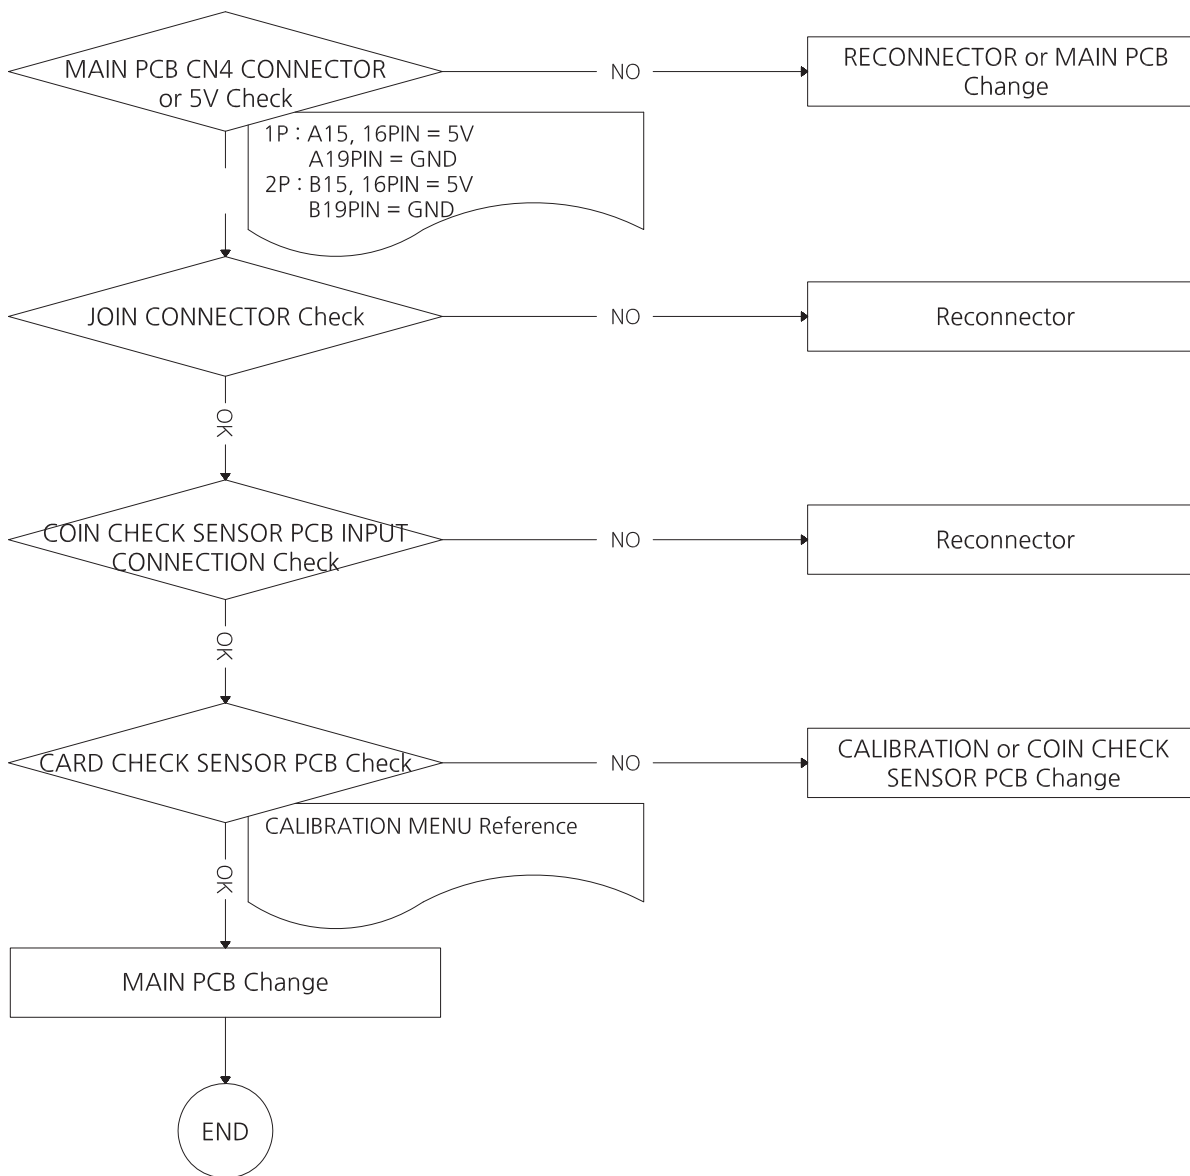 MAIN PCB CN4 CONNECTOR
or 5V Check
NO
RECONNECTOR or MAIN PCB
Change
1P : A15, 16PIN = 5V
A19PIN = GND
2P : B15, 16PIN = 5V
B19PIN = GND
JOIN CONNECTOR Check
NO
Reconnector
OK
COIN CHECK SENSOR PCB INPUT
CONNECTION Check
NO
Reconnector
OK
CARD CHECK SENSOR PCB Check
NO
CALIBRATION or COIN CHECK
SENSOR PCB Change
CALIBRATION MENU Reference
OK
MAIN PCB Change
END